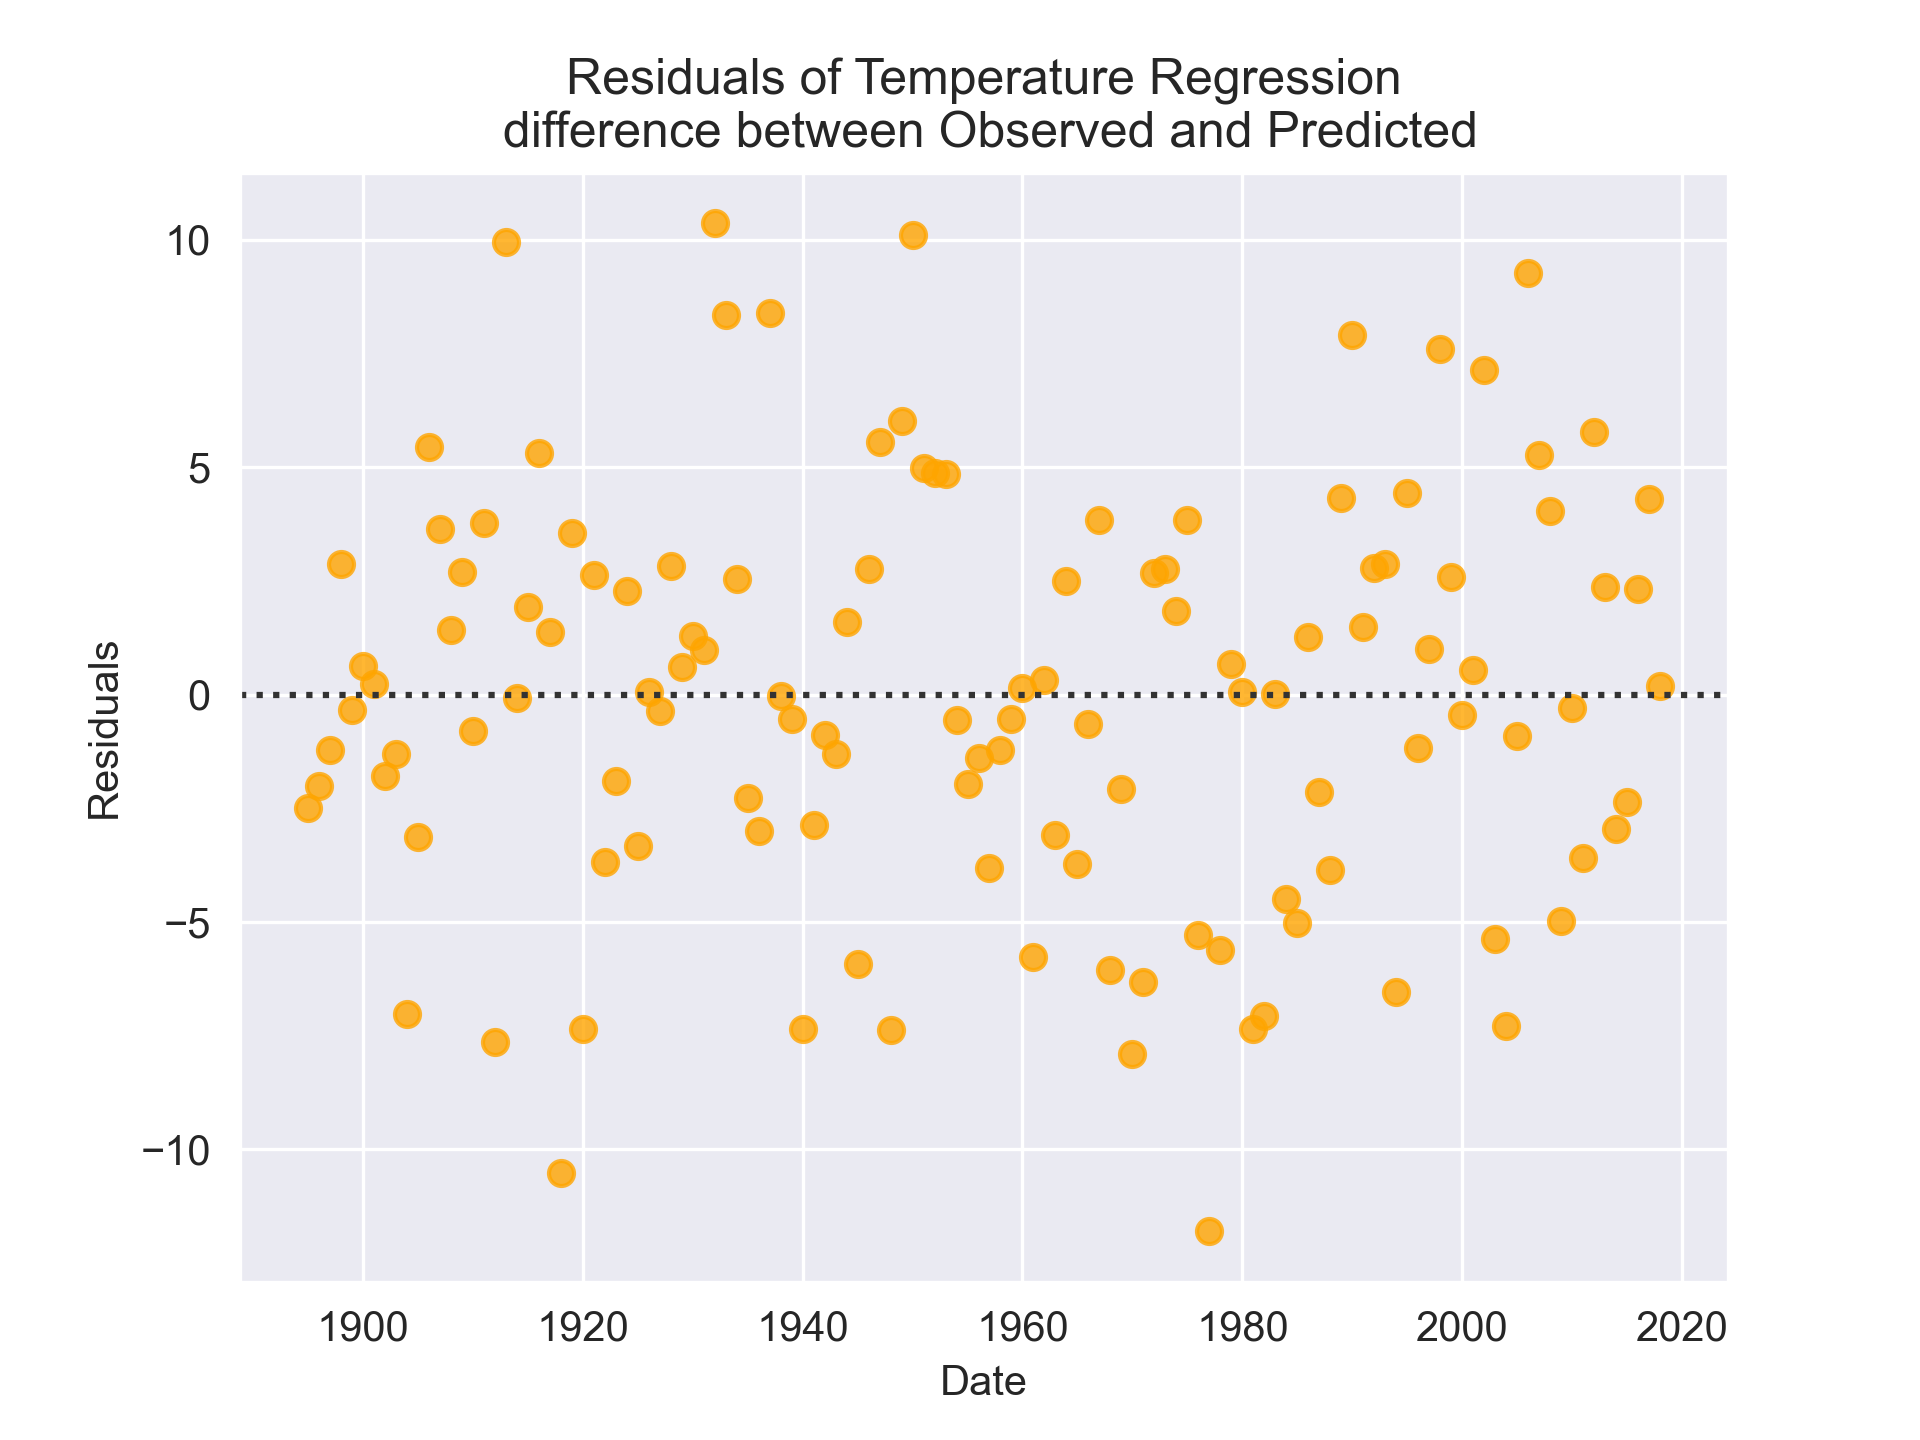 Residuals of Temperature Regression
difference between Observed and Predicted
10
5
0
−5
−10
Residuals
1900 1920 1940 1960 1980 2000 2020
Date